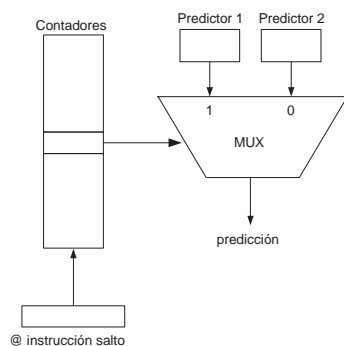 Contadores
Predictor 1
Predictor 2
1
0
MUX
predicción
@ instrucción salto